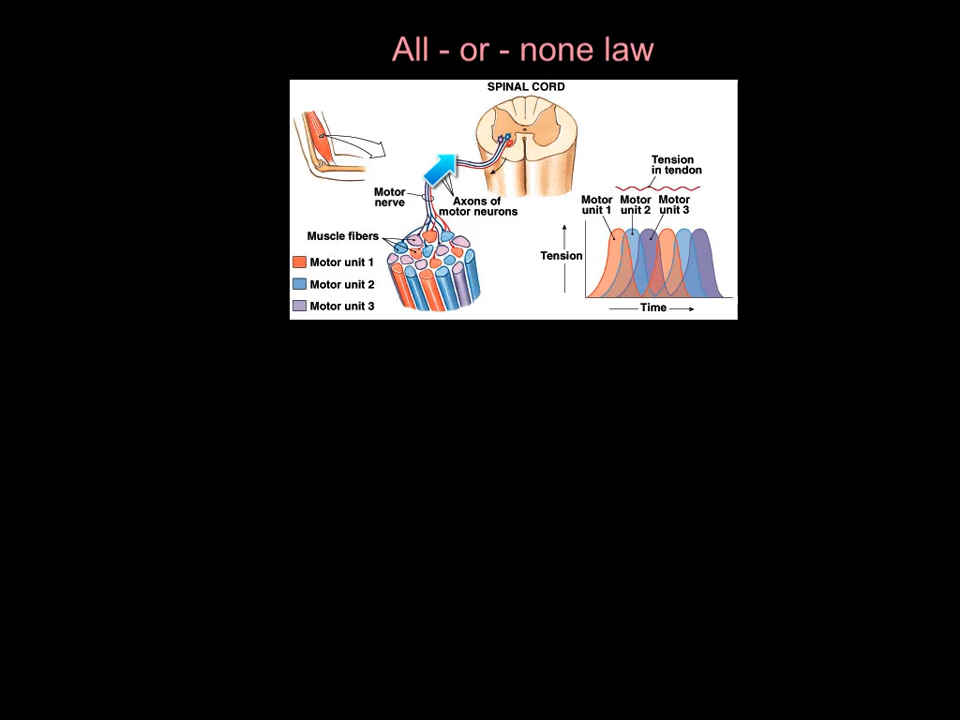 All - or - none law
SPINAL CORD
Motor
nerve
Axons of
motor neurons
Muscle fibers
Motor unit 1
Motor unit 2
Motor unit 3
Tension
in tendon
Motor
unit 1
Motor
unit 2
Motor
unit 3
Tension
Time